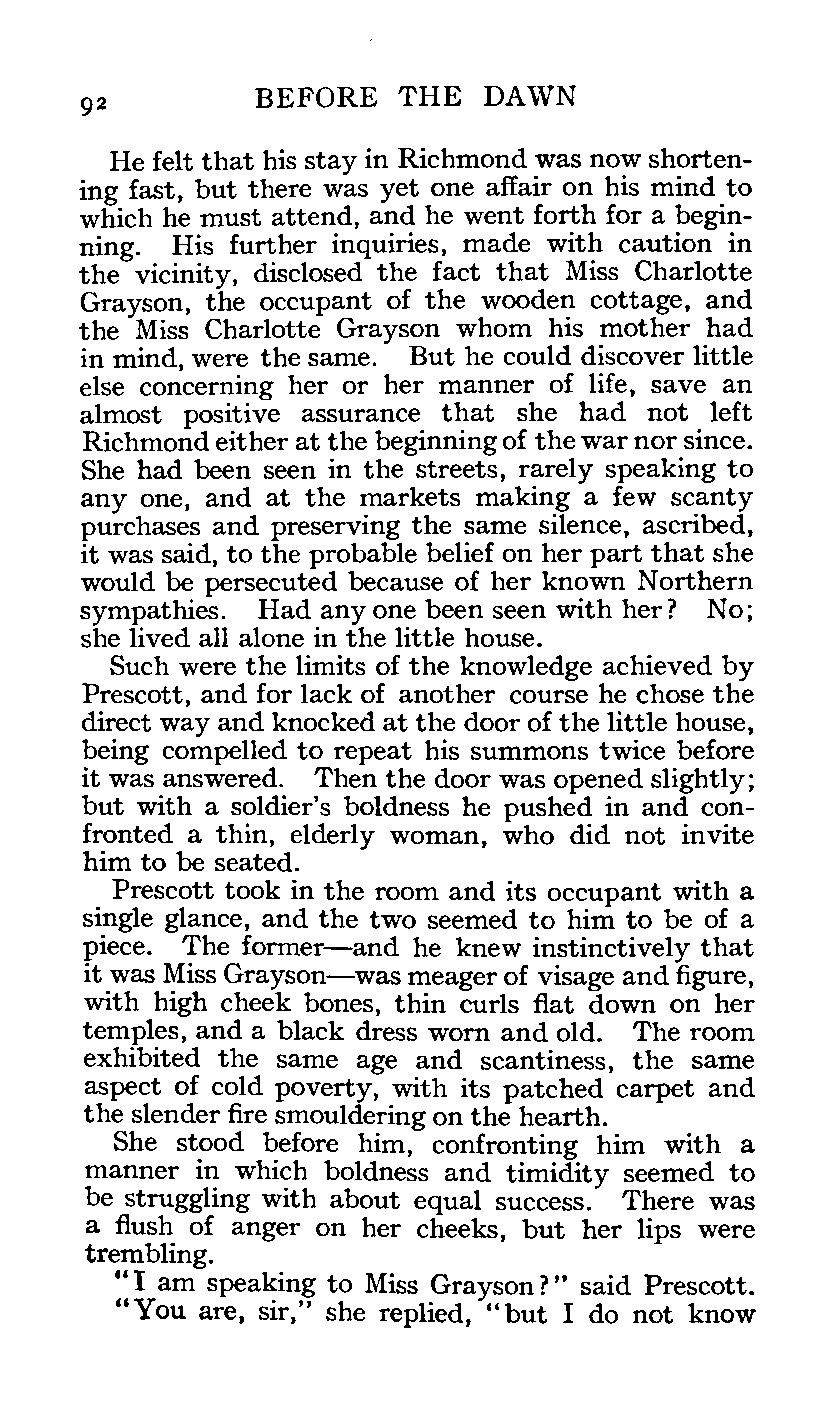 92 BEFORE THE DAWN
He felt that his stay in Richmond was now shorten-
ing fast, but there was yet one affair on his mind to
which he must attend, and he went forth for a begin-
ning. His further inquiries, made with caution in
the vicinity, disclosed the fact that Miss Charlotte
Grayson, the occupant of the wooden cottage, and
the Miss Charlotte Grayson whom his mother had
in mind, were the same. But he could discover little
else concerning her or her manner of life, save an
almost positive assurance that she had not left
Richmond either at the beginning of the war nor since.
She had been seen in the streets, rarely speaking to
any one, and at the markets making a few scanty
purchases and preserving the same silence, ascribed,
it was said, to the probable belief on her part that she
would be persecuted because of her known Northern
sympathies. Had any one been seen with her? No;
she lived all alone in the little house.
Such were the limits of the knowledge achieved by
Prescott, and for lack of another course he chose the
direct way and knocked at the door of the little house,
being compelled to repeat his summons twice before
it was answered. Then the door was opened slightly;
but with a soldier's boldness he pushed in and con-
fronted a thin, elderly woman, who did not invite
him to be seated.
Prescott took in the room and its occupant with a
single glance, and the two seemed to him to be of a
piece. The former—and he knew instinctively that
it was Miss Grayson—was meager of visage and figure,
with high cheek bones, thin curls flat down on her
temples, and a black dress worn and old. The room
exhibited the same age and scantiness, the same
aspect of cold poverty, with its patched carpet and
the slender fire smouldering on the hearth.
She stood before him, confronting him with a
manner in which boldness and timidity seemed to
be struggling with about equal success. There was
a flush of anger on her cheeks, but her lips were
trembling.
"I am speaking to Miss Grayson?" said Prescott.
"You are, sir," she replied, "but I do not know